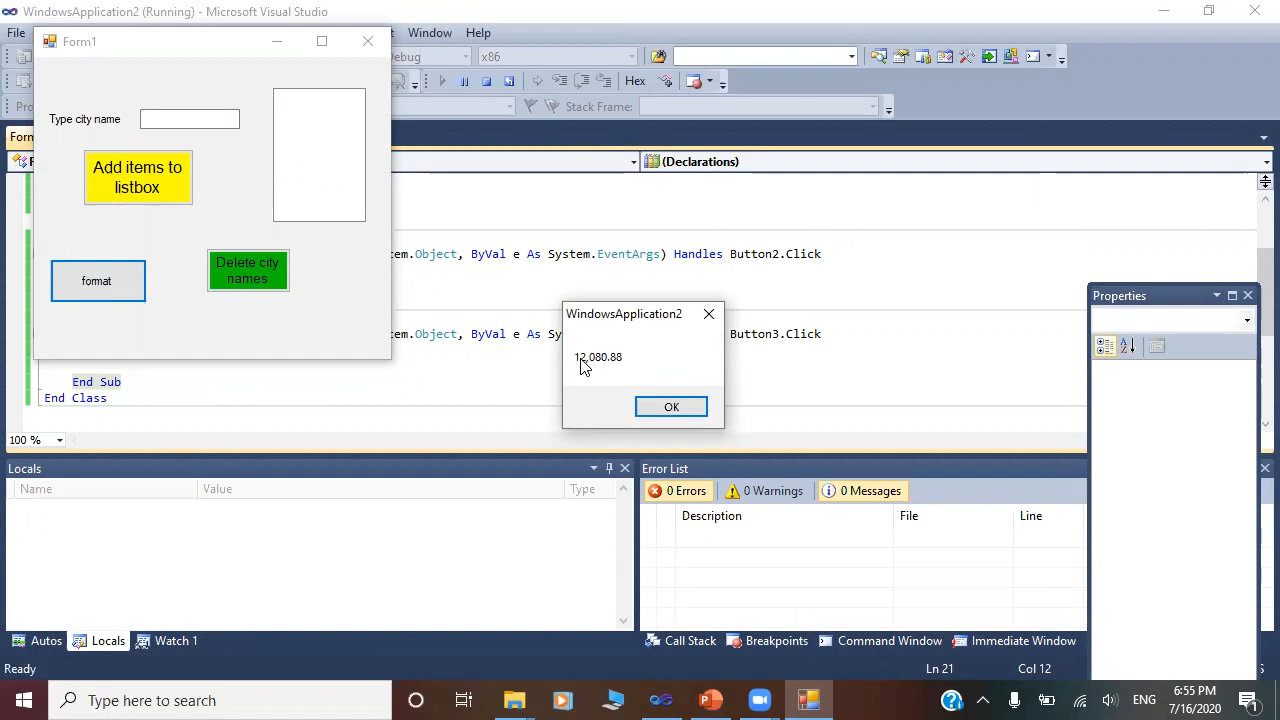 WindowsApplication2 (Running) - Microsoft Visual Studio
File
Window
Help
Form1
Debug
x86
Hex
Stack Frame:
Type city name
Add items to
listbox
(Declarations)
m.Object, ByVal e As System.EventArgs) Handles Button2.Click
Delete city
names
format
WindowsApplication2
m.Object, ByVal e As Sy
Button3.Click
12,080.88
OK
End Sub
End Class
100 %
Properties
Locals
Name
Value
Type
Error List
0 Errors
0 Warnings
0 Messages
Description
File
Line
Autos
Locals
Watch 1
Call Stack
Breakpoints
Command Window
Immediate Window
Ready
Ln 21
Col 12
Type here to search
ENG
6:55 PM
7/16/2020
1